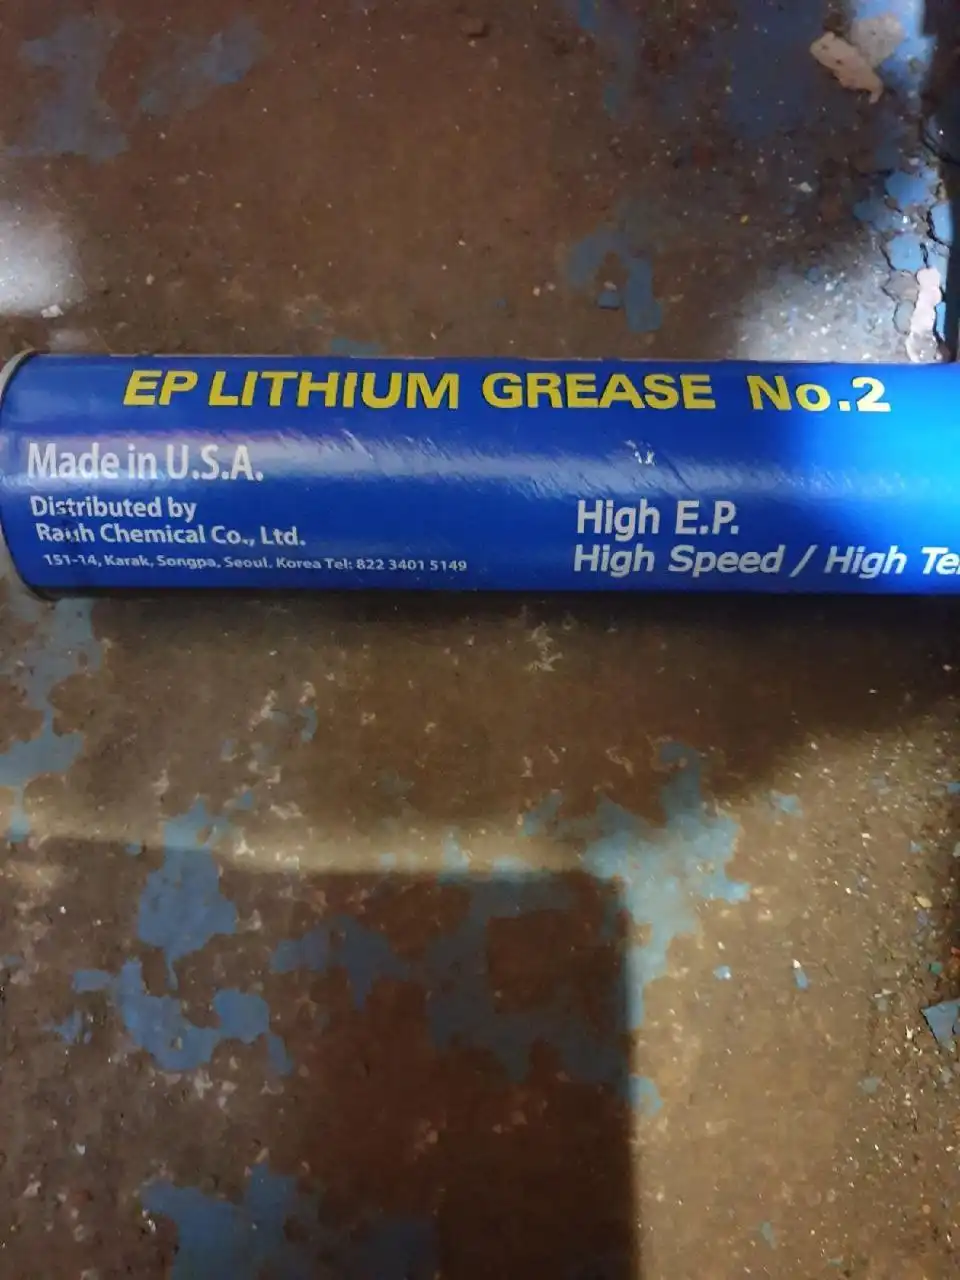 EP LITHIUM GREASE No.2
Made in U.S.A.
Distributed by
Rauh Chemical Co., Ltd.
151-14, Karak, Songpa, Seoul, Korea Tel: 822 3401 5149
High E.P.
High Speed / High